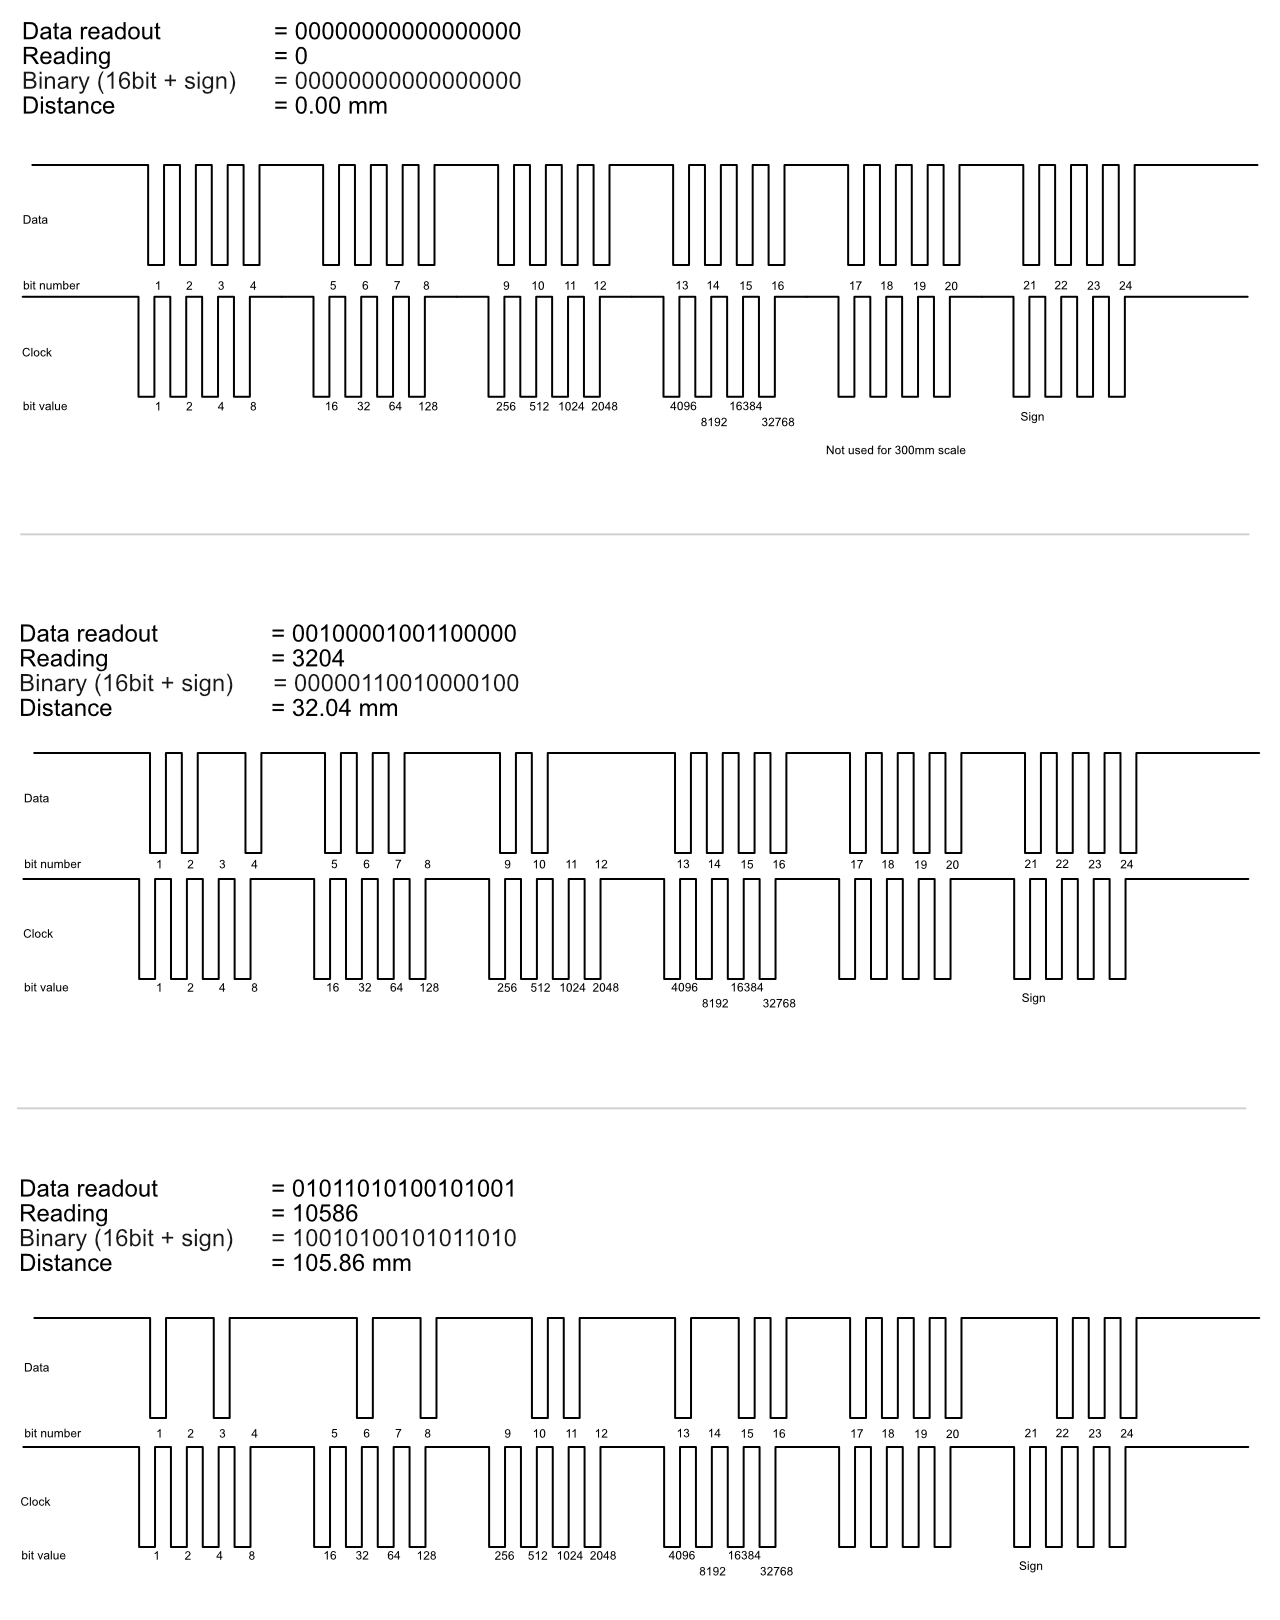 Data readout = 00000000000000000
Reading = 0
Binary (16bit + sign) = 00000000000000000
Distance = 0.00 mm
Data
bit number 1 2 3 4 5 6 7 8 9 10 11 12 13 14 15 16 17 18 19 20 21 22 23 24
Clock
bit value 1 2 4 8 16 32 64 128 256 512 1024 2048 4096 16384
8192 32768
Sign
Not used for 300mm scale
Data readout = 00100001001100000
Reading = 3204
Binary (16bit + sign) = 00000110010000100
Distance = 32.04 mm
Data
bit number 1 2 3 4 5 6 7 8 9 10 11 12 13 14 15 16 17 18 19 20 21 22 23 24
Clock
bit value 1 2 4 8 16 32 64 128 256 512 1024 2048 4096 16384
8192 32768
Sign
Data readout = 01011010100101001
Reading = 10586
Binary (16bit + sign) = 10010100101011010
Distance = 105.86 mm
Data
bit number 1 2 3 4 5 6 7 8 9 10 11 12 13 14 15 16 17 18 19 20 21 22 23 24
Clock
bit value 1 2 4 8 16 32 64 128 256 512 1024 2048 4096 16384
8192 32768
Sign